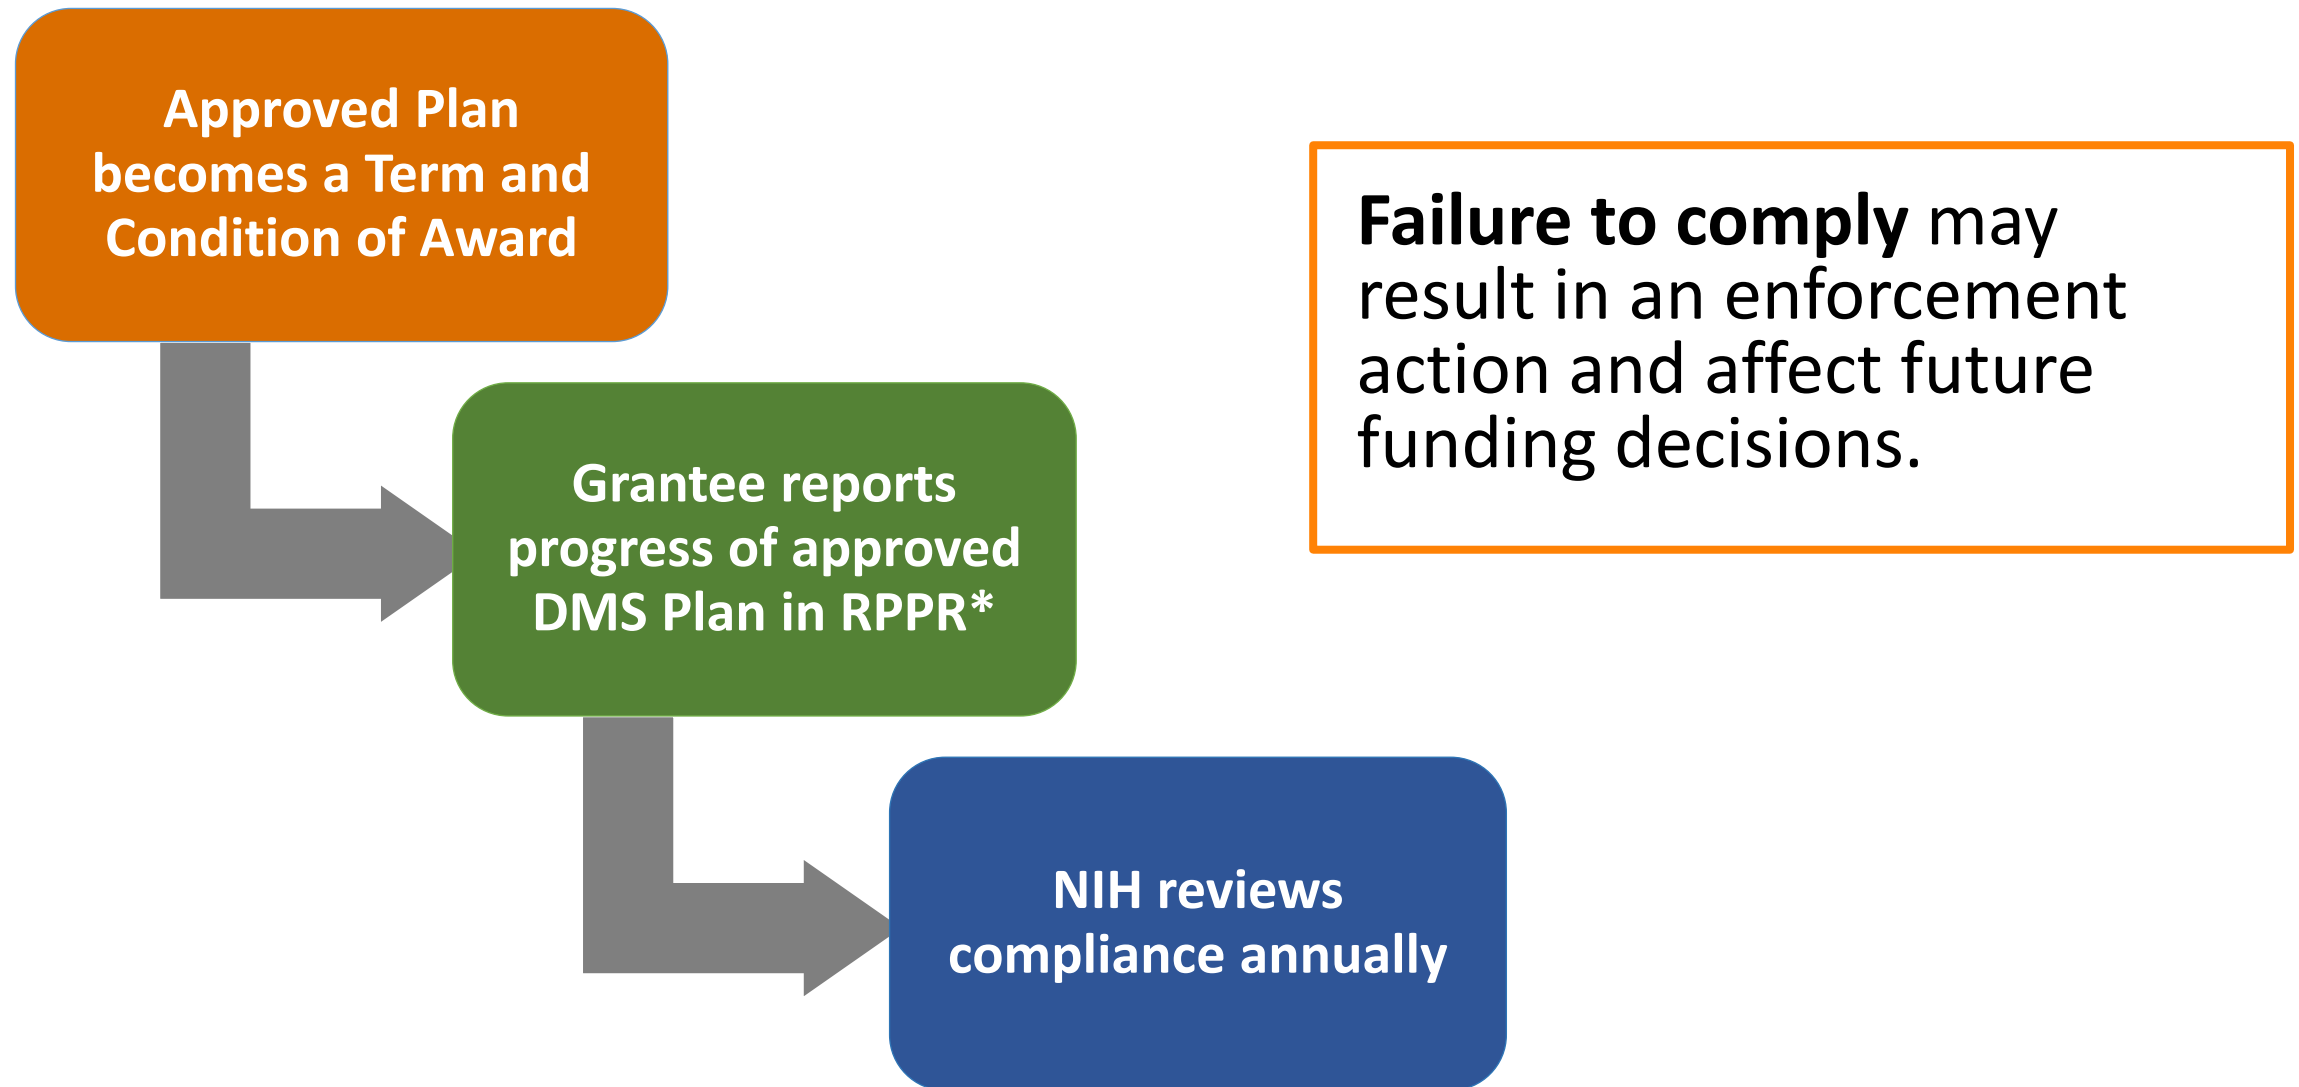 Approved Plan
becomes a Term and
Condition of Award
Failure to comply may
result in an enforcement
action and affect future
funding decisions.
Grantee reports
progress of approved
DMS Plan in RPPR*
NIH reviews
compliance annually